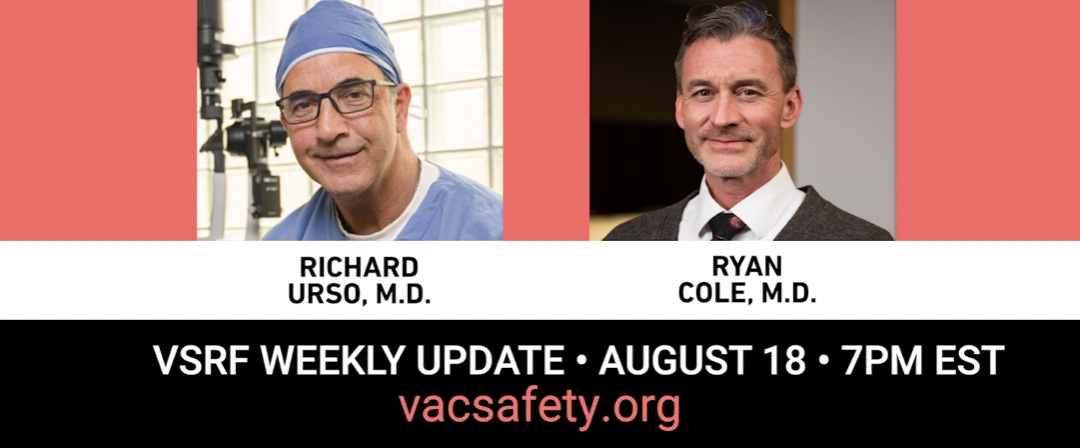 RICHARD
URSO, M.D.
RYAN
COLE, M.D.
VSRF WEEKLY UPDATE • AUGUST 18 • 7PM EST
vacsafety.org